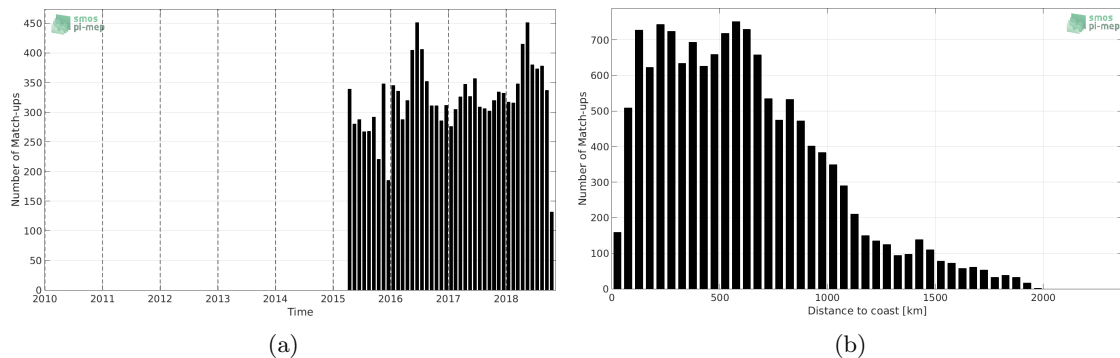 smos
pi-mep
450
400
350
300
250
200
150
100
50
0
Number of Match-ups
2010 2011 2012 2013 2014 2015 2016 2017 2018
Time
(a)
smos
pi-mep
700
600
500
400
300
200
100
0
Number of Match-ups
0 500 1000 1500 2000
Distance to coast [km]
(b)